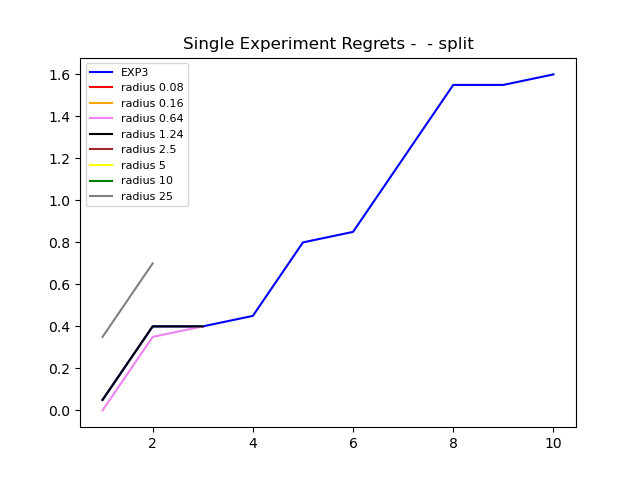 Single Experiment Regrets -  - split
EXP3
radius 0.08
radius 0.16
radius 0.64
radius 1.24
radius 2.5
radius 5
radius 10
radius 25
1.6
1.4
1.2
1.0
0.8
0.6
0.4
0.2
0.0
2 4 6 8 10